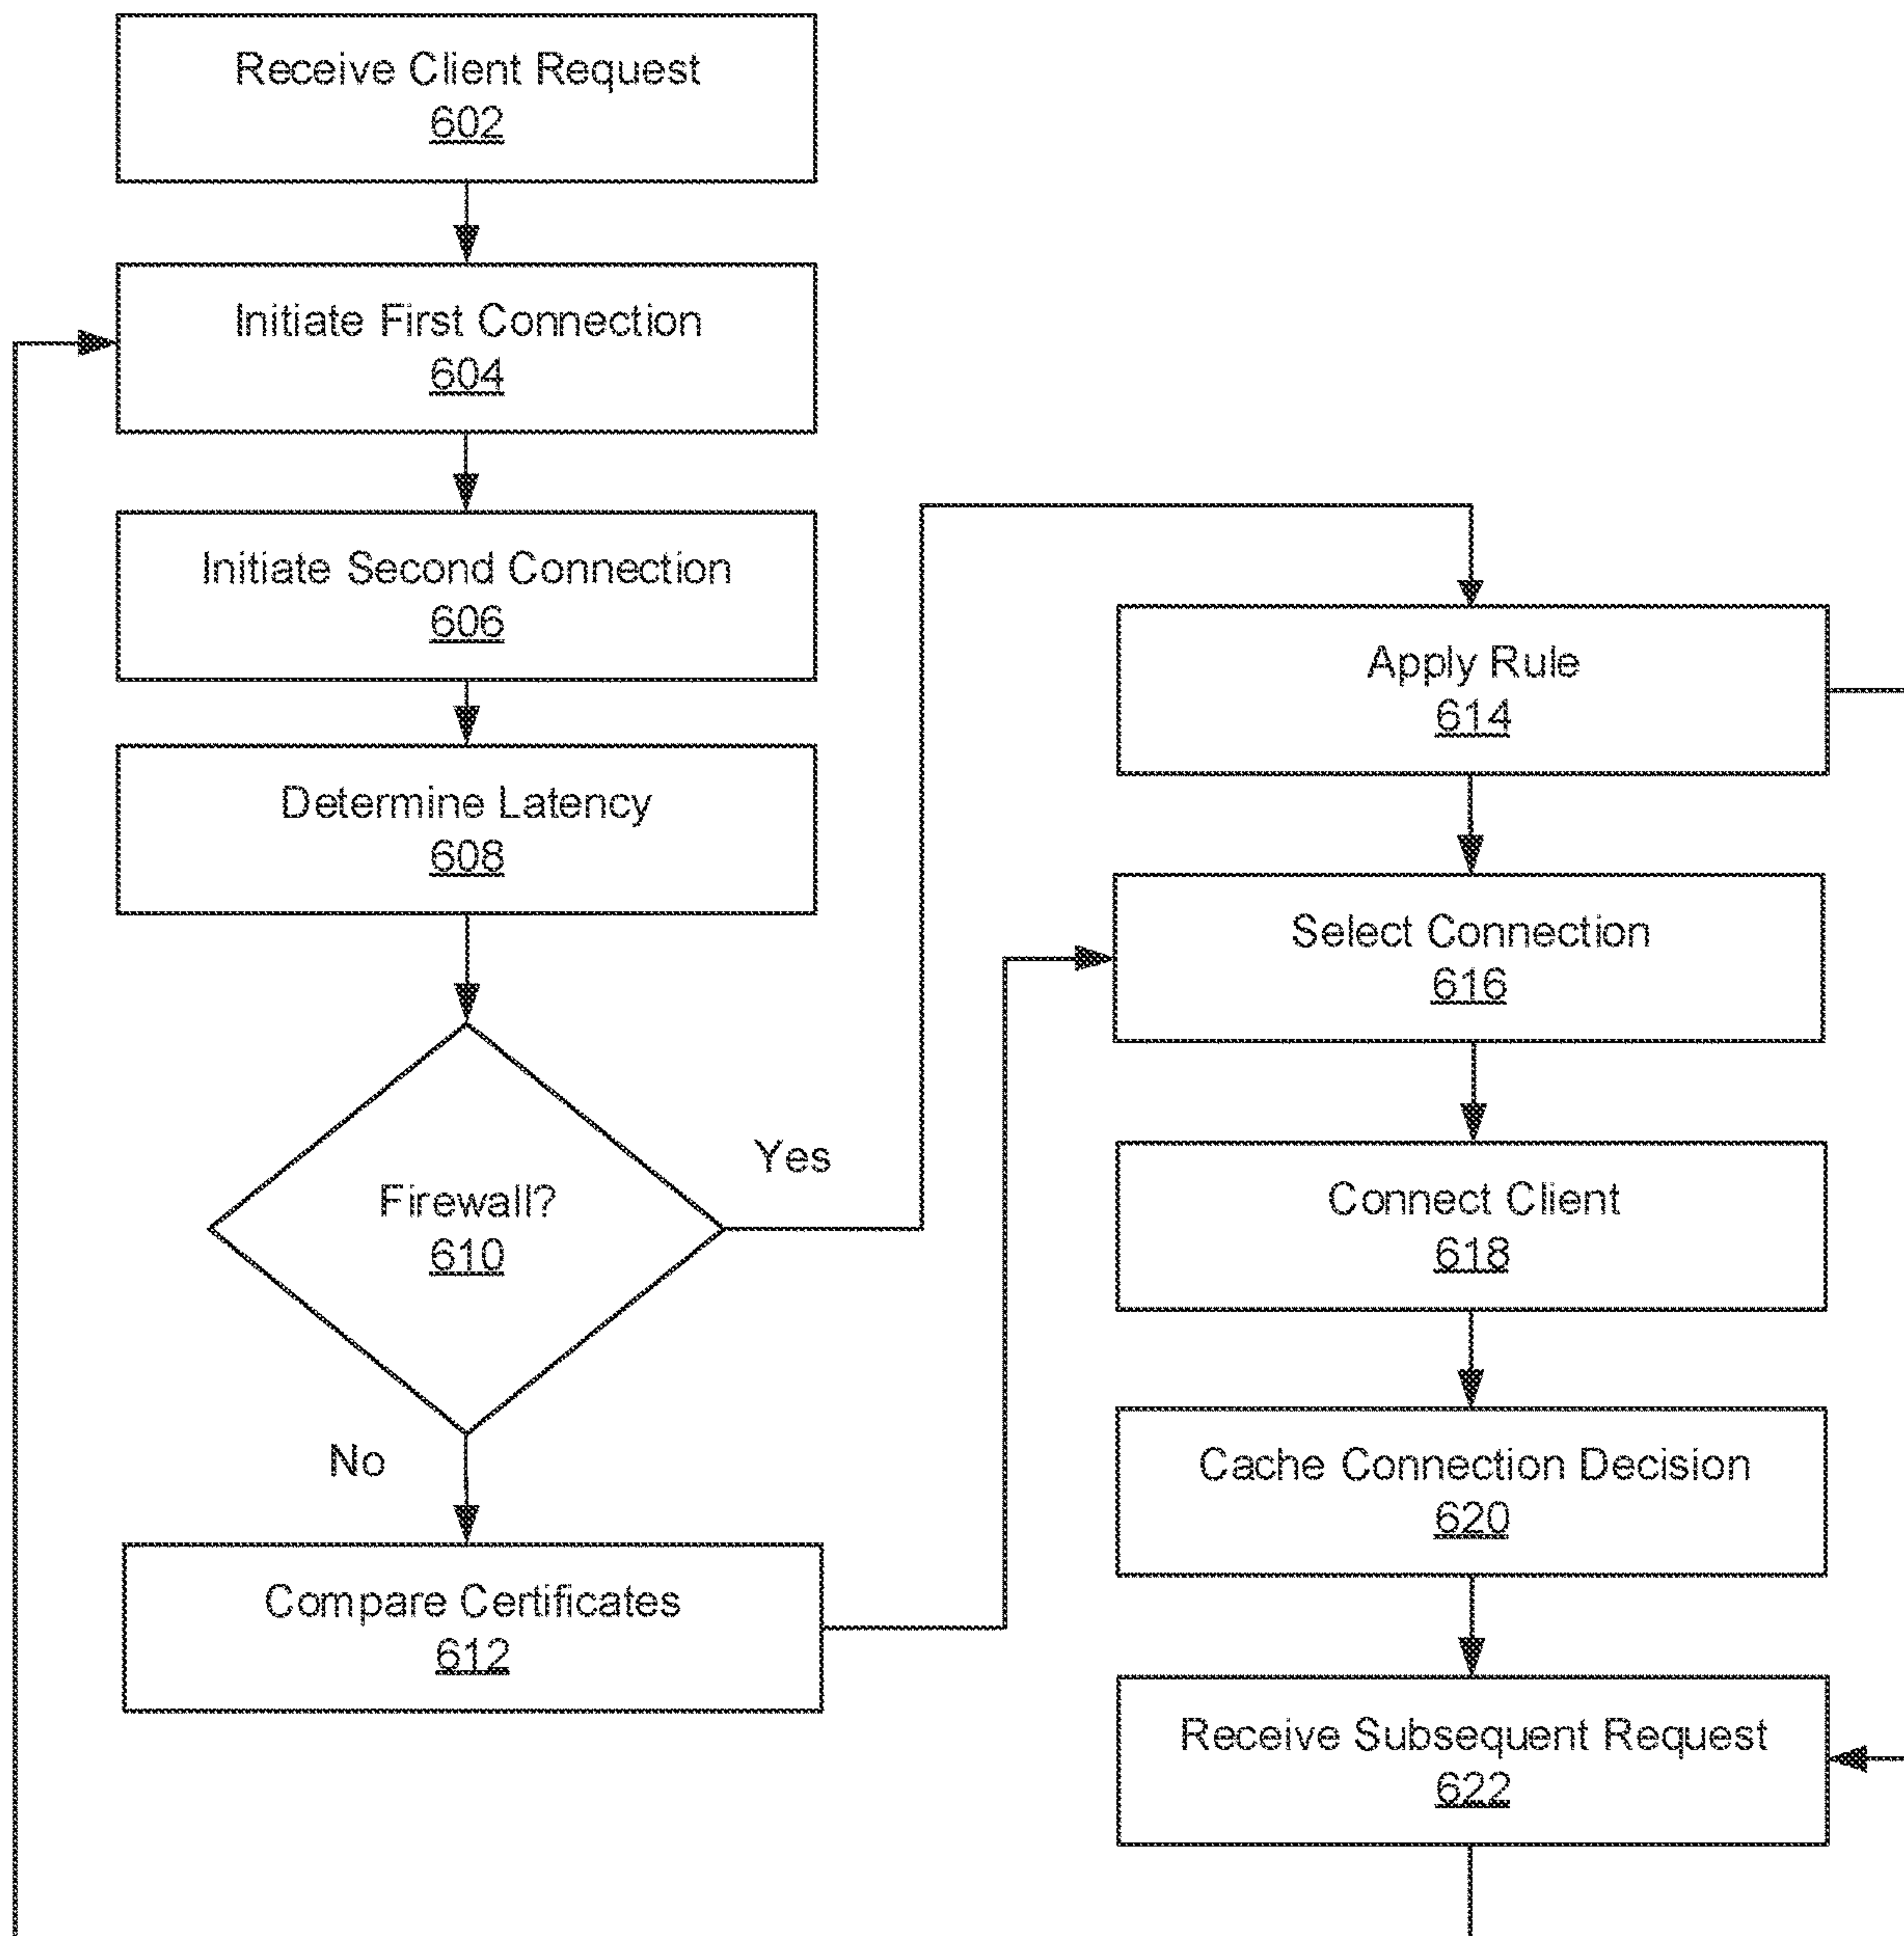 Receive Client Request
602
Initiate First Connection
604
Initiate Second Connection
606
Determine Latency
608
Firewall?
610
Yes
No
Compare Certificates
612
Apply Rule
614
Select Connection
616
Connect Client
618
Cache Connection Decision
620
Receive Subsequent Request
622